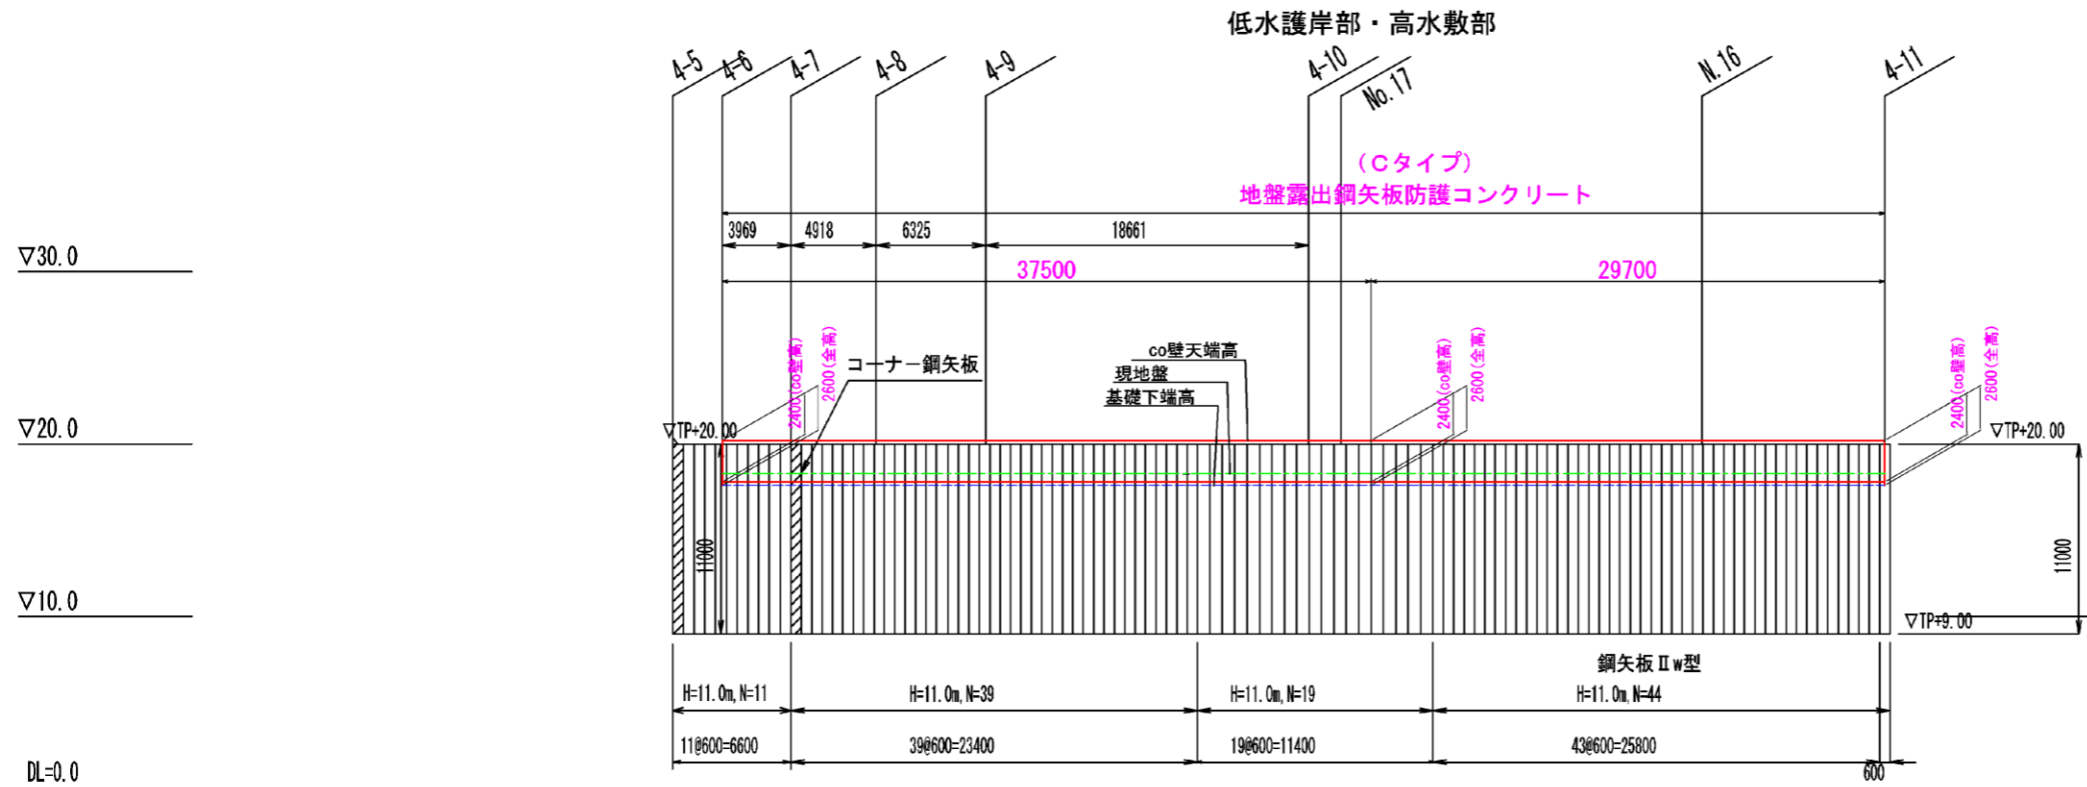 低水護岸部・高水敷部
4-5
4-6
4-7
4-8
4-9
4-10
No.17
N.16
4-11
(Cタイプ)
地盤露出鋼矢板防護コンクリート
3969
4918
6325
18661
▽30.0
37500
29700
2400(co壁高)
2600(全高)
コーナー鋼矢板
co壁天端高
現地盤
基礎下端高
2400(co壁高)
2600(全高)
2400(co壁高)
2600(全高)
▽20.0
▽TP+20.00
▽TP+20.00
11000
11000
▽10.0
▽TP+9.00
鋼矢板Ⅱw型
H=11.0m,N=11
H=11.0m,N=39
H=11.0m,N=19
H=11.0m,N=44
11@600=6600
39@600=23400
19@600=11400
43@600=25800
600
DL=0.0